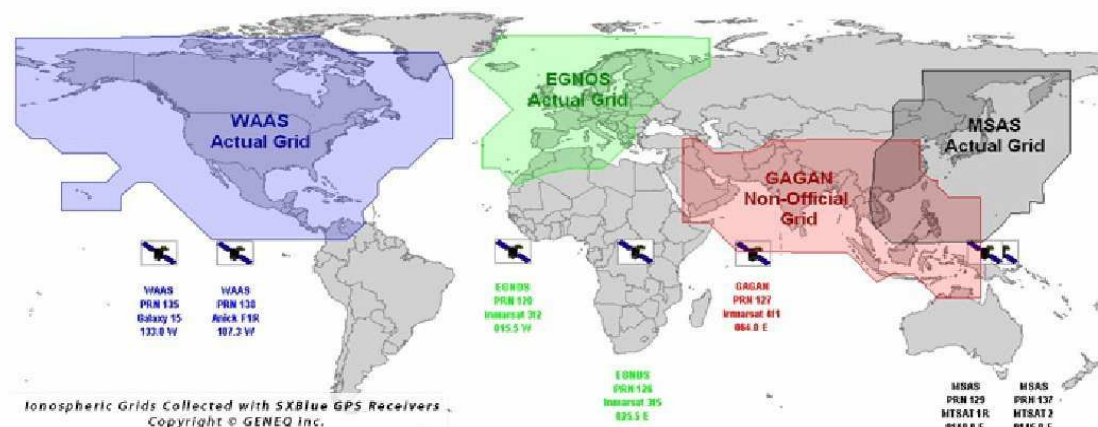 EGNOS
Actual Grid
WAAS
Actual Grid
MSAS
Actual Grid
GAGAN
Non-Official
Grid
WAAS
PRN 135
Galaxy 15
133.0 W
WAAS
PRN 138
Anick F1R
107.3 W
EGNOS
PRN 120
Inmarsat 3f2
015.5 W
GAGAN
PRN 127
Inmarsat 4f1
064.0 E
EGNOS
PRN 126
Inmarsat 3f5
025.5 E
MSAS
PRN 129
MTSAT 1R
MSAS
PRN 137
MTSAT 2
Ionospheric Grids Collected with SXBlue GPS Receivers
Copyright © GENEQ Inc.